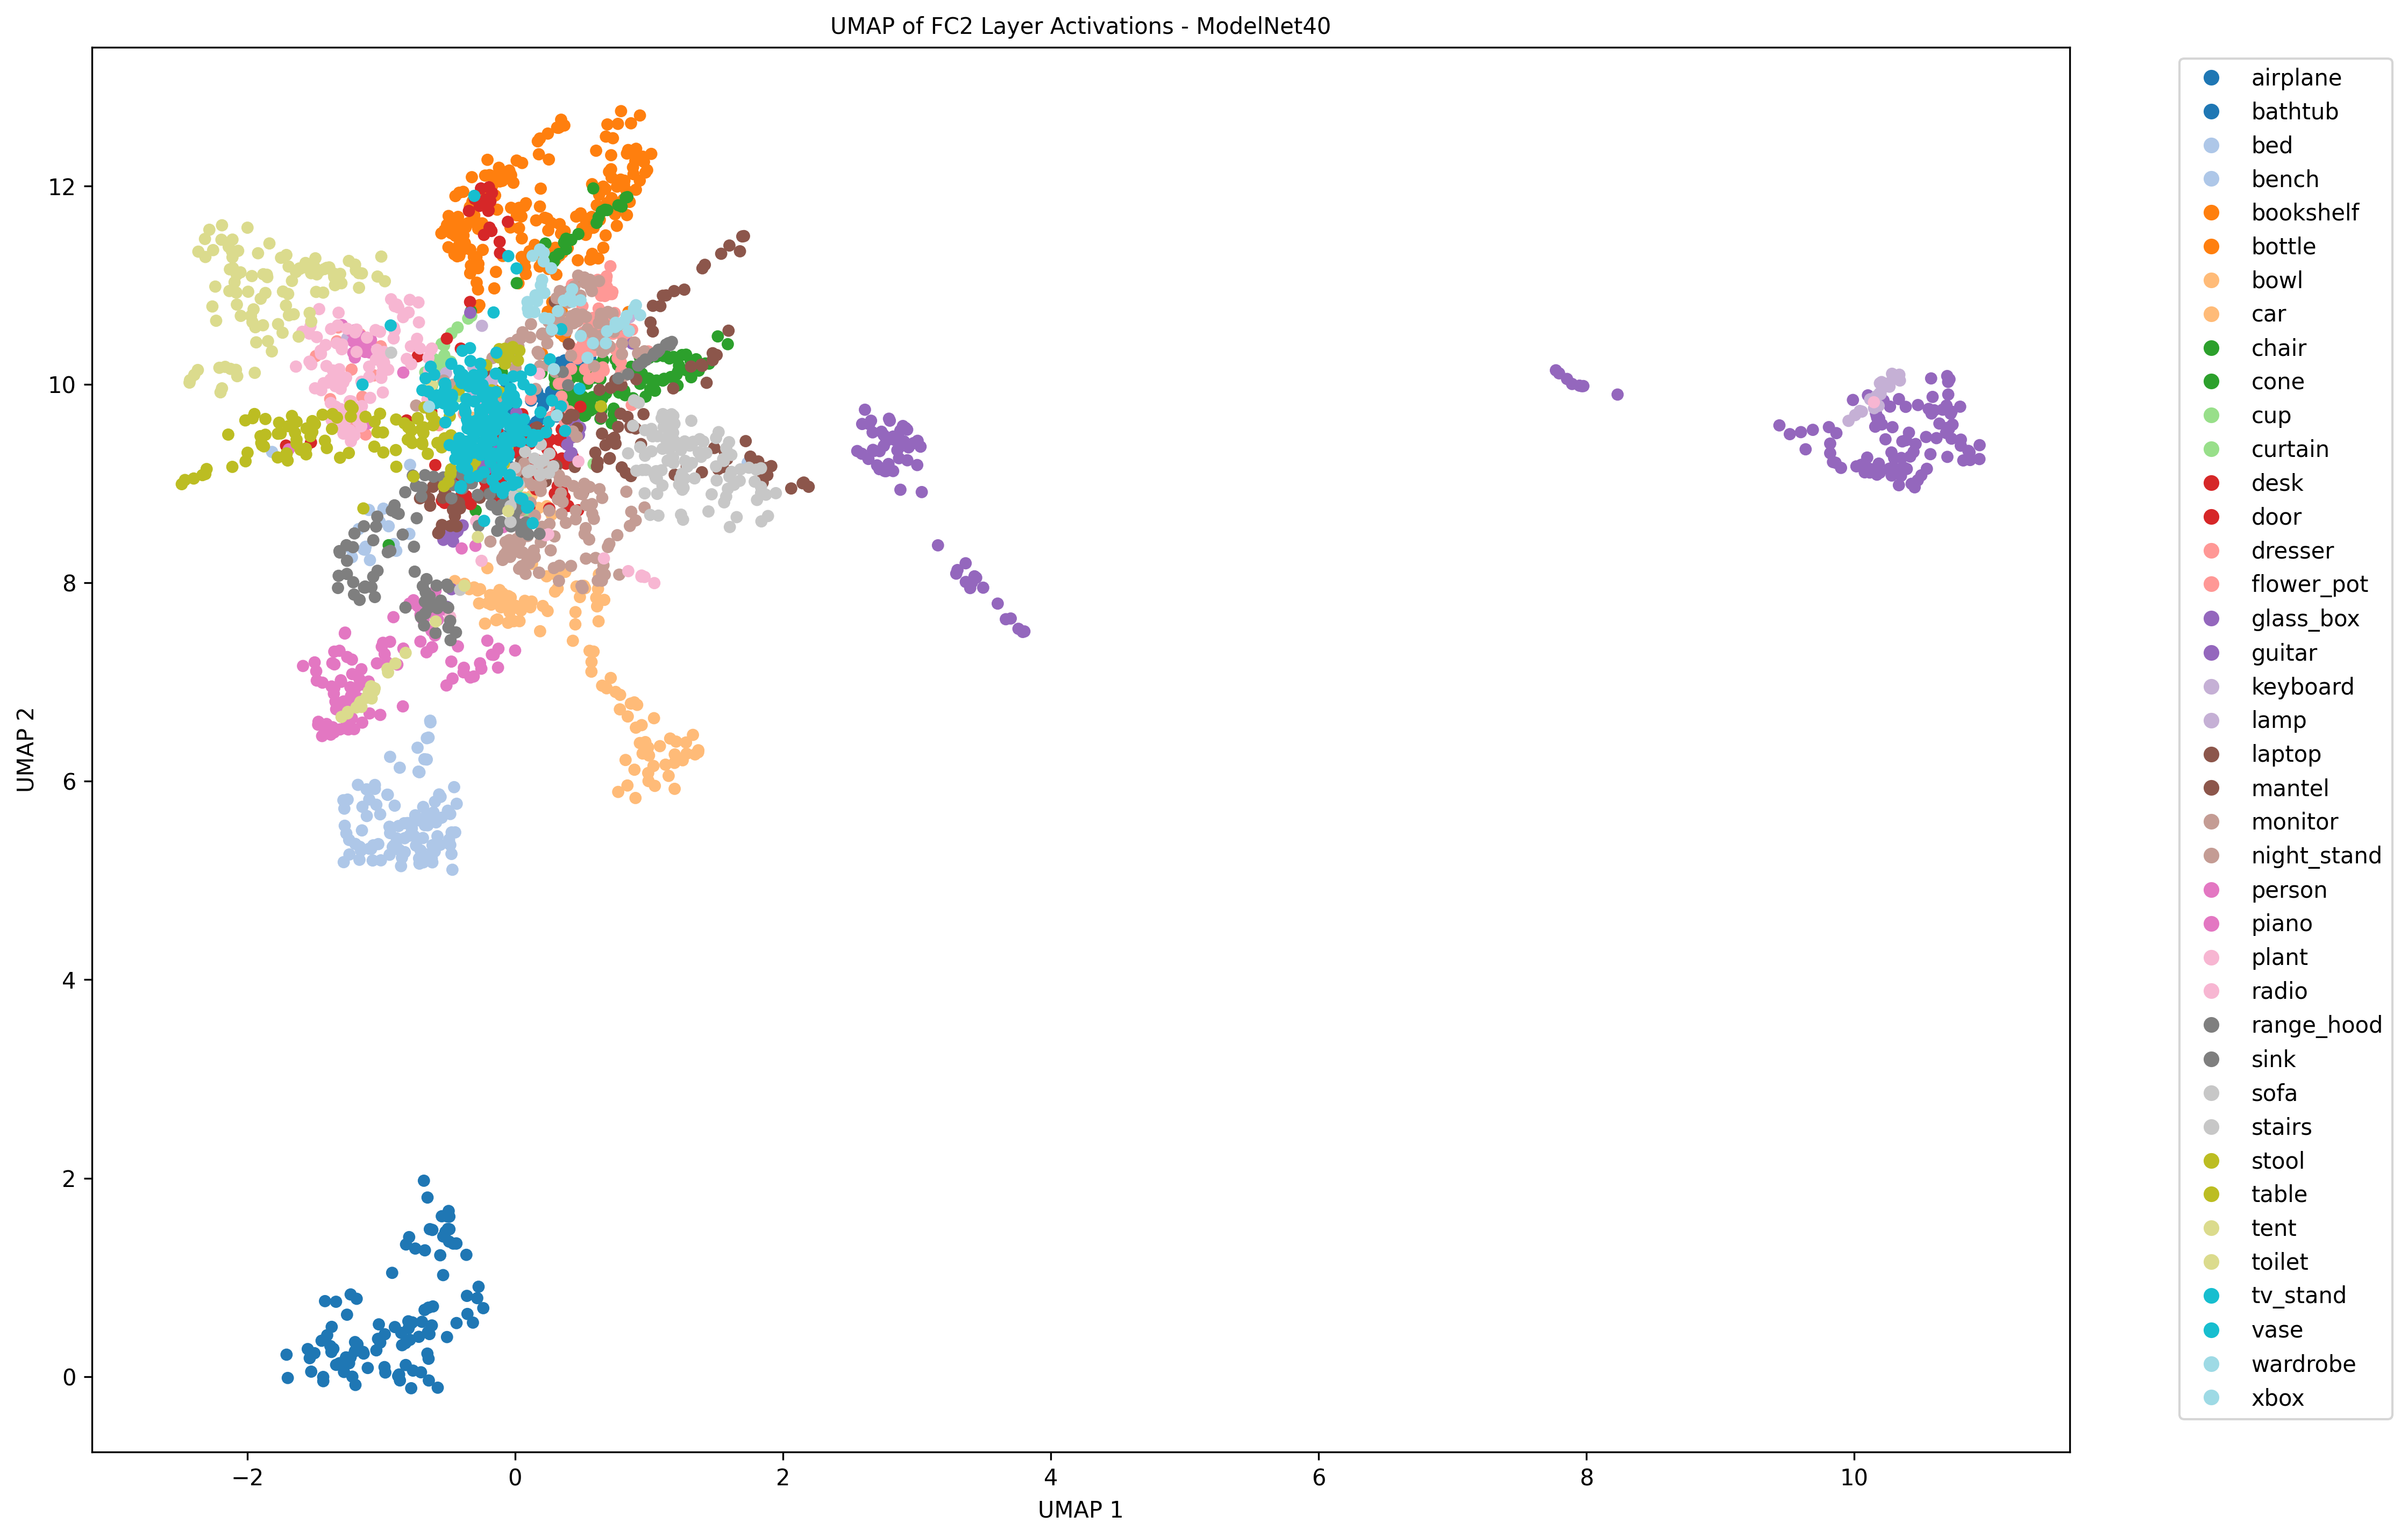 UMAP of FC2 Layer Activations - ModelNet40
UMAP 2
12
10
8
6
4
2
0
−2
0
2
4
6
8
10
UMAP 1
airplane
bathtub
bed
bench
bookshelf
bottle
bowl
car
chair
cone
cup
curtain
desk
door
dresser
flower_pot
glass_box
guitar
keyboard
lamp
laptop
mantel
monitor
night_stand
person
piano
plant
radio
range_hood
sink
sofa
stairs
stool
table
tent
toilet
tv_stand
vase
wardrobe
xbox